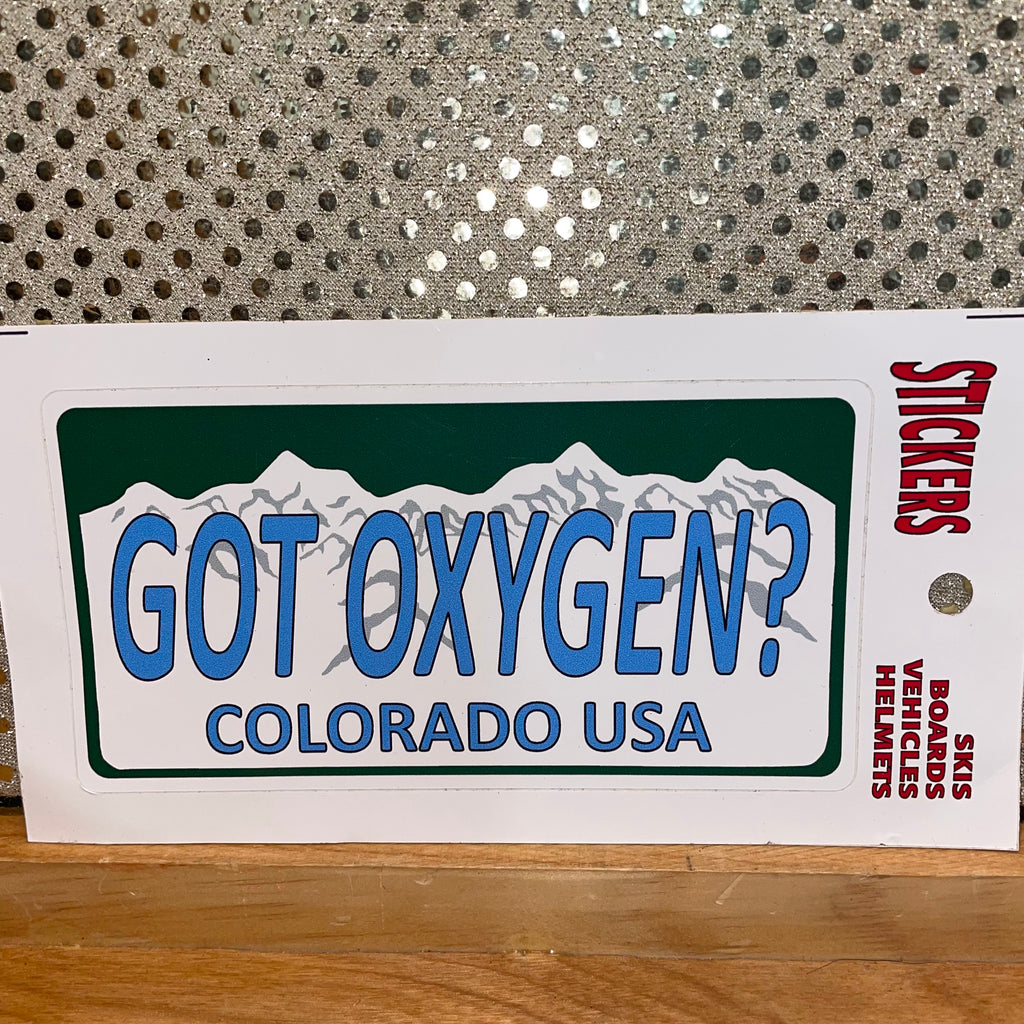 GOT OXYGEN?
COLORADO USA
STICKERS
SKIS
BOARDS
VEHICLES
HELMETS